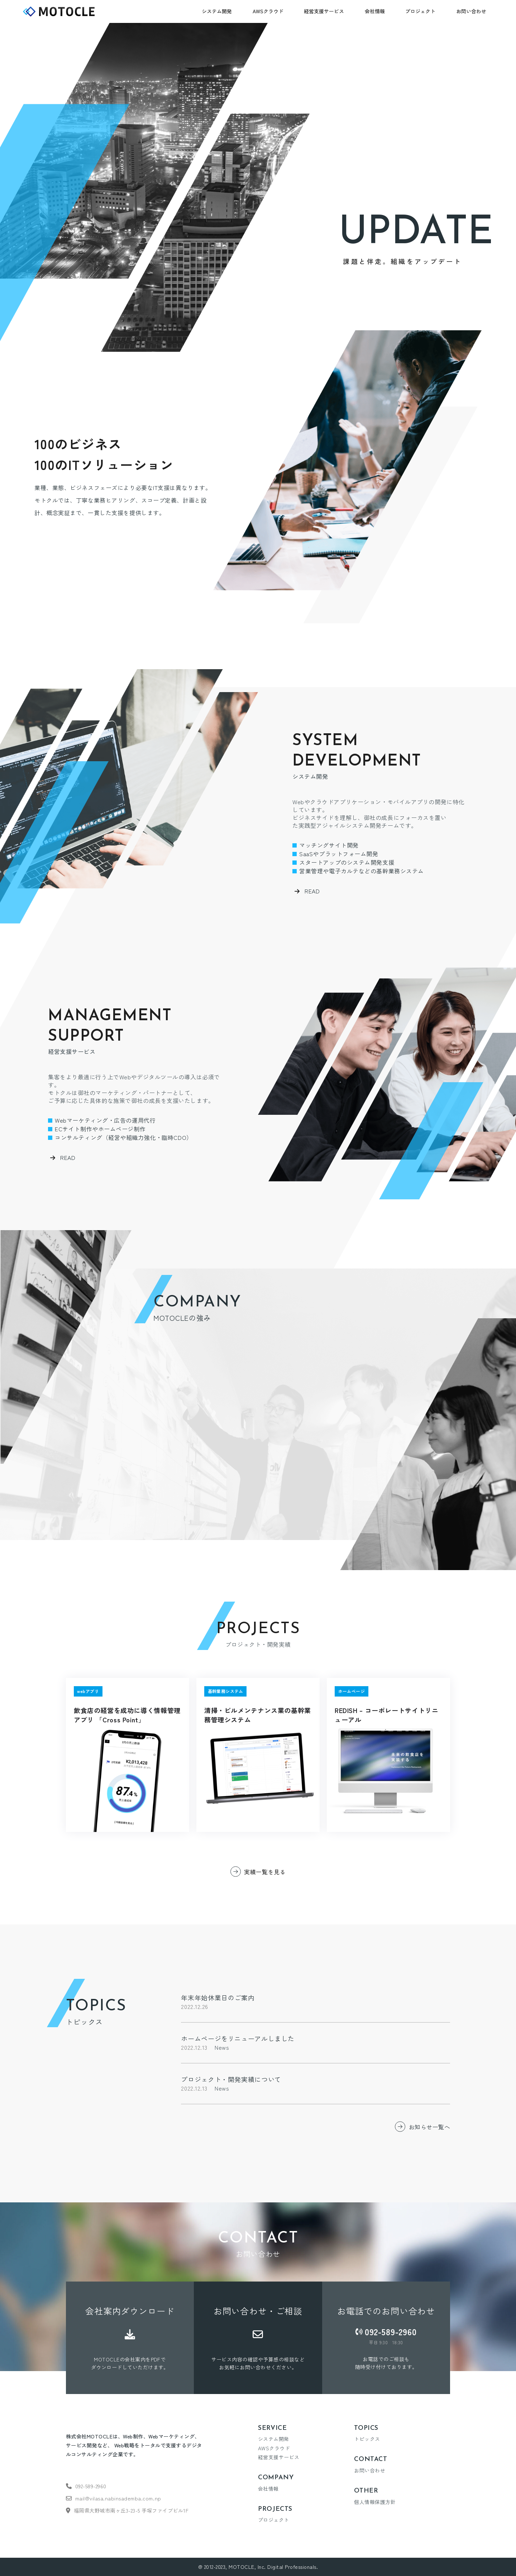 MOTOCLE
システム開発
AWSクラウド
経営支援サービス
会社情報
プロジェクト
お問い合わせ
UPDATE
課題と伴走。組織をアップデート
100のビジネス
100のITソリューション
業種、業態、ビジネスフェーズにより必要なIT支援は異なります。
モトクルでは、丁寧な業務ヒアリング、スコープ定義、計画と設
計、概念実証まで、一貫した支援を提供します。
SYSTEM
DEVELOPMENT
システム開発
Webやクラウドアプリケーション・モバイルアプリの開発に特化
しています。
ビジネスサイドを理解し、御社の成長にフォーカスを置い
た実践型アジャイルシステム開発チームです。
マッチングサイト開発
SaaSやプラットフォーム開発
スタートアップのシステム開発支援
営業管理や電子カルテなどの基幹業務システム
READ
MANAGEMENT
SUPPORT
経営支援サービス
集客をより最速に行う上でWebやデジタルツールの導入は必須で
す。
モトクルは御社のマーケティング・パートナーとして、
ご予算に応じた具体的な施策で御社の成長を支援いたします。
Webマーケティング・広告の運用代行
ECサイト制作やホームページ制作
コンサルティング（経営や組織力強化・臨時CDO）
READ
COMPANY
MOTOCLEの強み
PROJECTS
プロジェクト・開発実績
webアプリ
飲食店の経営を成功に導く情報管理
アプリ 「Cross Point」
¥2,013,428
87.4%
基幹業務システム
清掃・ビルメンテナンス業の基幹業
務管理システム
ホームページ
REDISH – コーポレートサイトリニ
ューアル
未来の飲食店を
実装する
実績一覧を見る
TOPICS
トピックス
年末年始休業日のご案内
2022.12.26
ホームページをリニューアルしました
2022.12.13 News
プロジェクト・開発実績について
2022.12.13 News
お知らせ一覧へ
CONTACT
お問い合わせ
会社案内ダウンロード
MOTOCLEの会社案内をPDFで
ダウンロードしていただけます。
お問い合わせ・ご相談
サービス内容の確認や予算感の相談など
お気軽にお問い合わせください。
お電話でのお問い合わせ
092-589-2960
お電話でのご相談も
随時受け付けております。
株式会社MOTOCLEは、Web制作、Webマーケティング、
サービス開発など、 Web戦略をトータルで支援するデジタ
ルコンサルティング企業です。
SERVICE
システム開発
AWSクラウド
経営支援サービス
COMPANY
会社情報
PROJECTS
プロジェクト
TOPICS
トピックス
CONTACT
お問い合わせ
OTHER
個人情報保護方針
© 2012-2023, MOTOCLE, Inc. Digital Professionals.